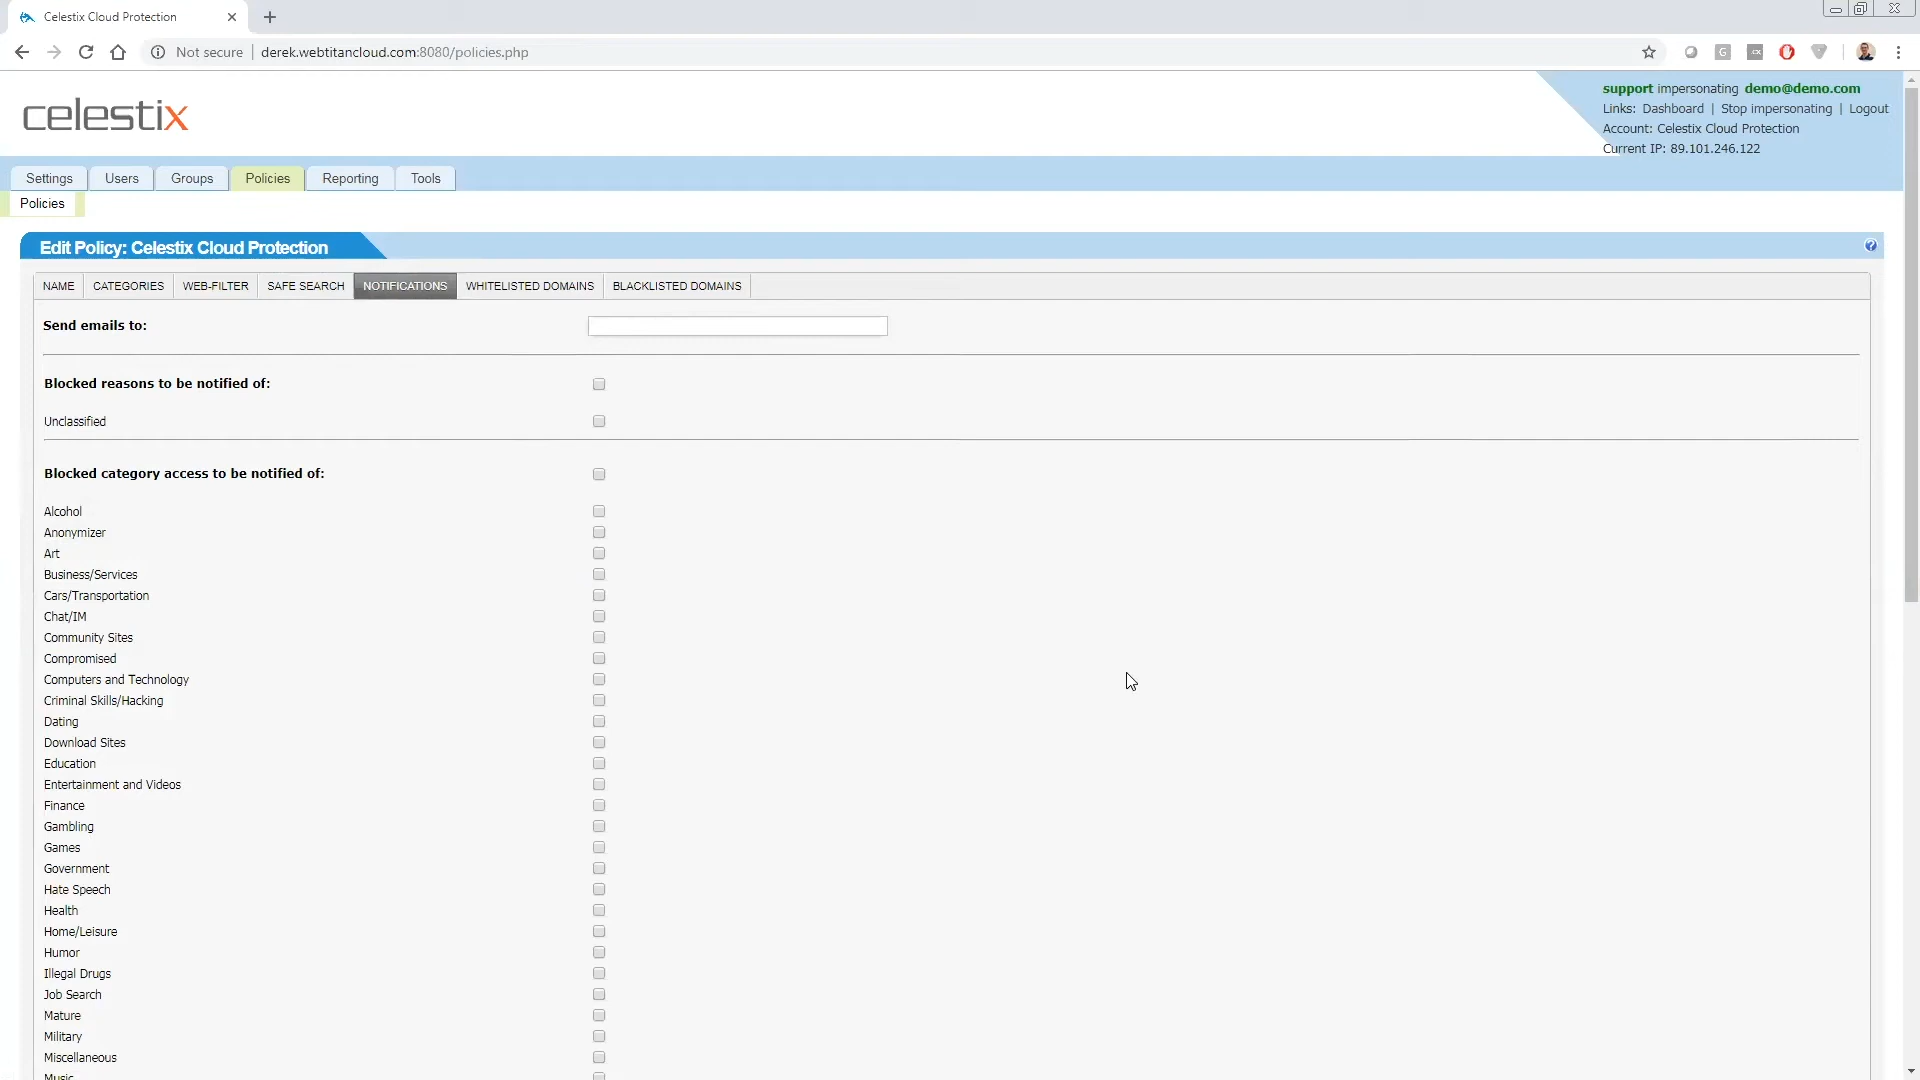 Celestix Cloud Protection
Not secure | derek.webtitancloud.com:8080/policies.php
celestix
support impersonating demo@demo.com
Links: Dashboard | Stop impersonating | Logout
Account: Celestix Cloud Protection
Current IP: 89.101.246.122
Settings Users Groups Policies Reporting Tools
Policies
Edit Policy: Celestix Cloud Protection
NAME CATEGORIES WEB-FILTER SAFE SEARCH NOTIFICATIONS WHITELISTED DOMAINS BLACKLISTED DOMAINS
Send emails to:
Blocked reasons to be notified of:
Unclassified
Blocked category access to be notified of:
Alcohol
Anonymizer
Art
Business/Services
Cars/Transportation
Chat/IM
Community Sites
Compromised
Computers and Technology
Criminal Skills/Hacking
Dating
Download Sites
Education
Entertainment and Videos
Finance
Gambling
Games
Government
Hate Speech
Health
Home/Leisure
Humor
Illegal Drugs
Job Search
Mature
Military
Miscellaneous
Music